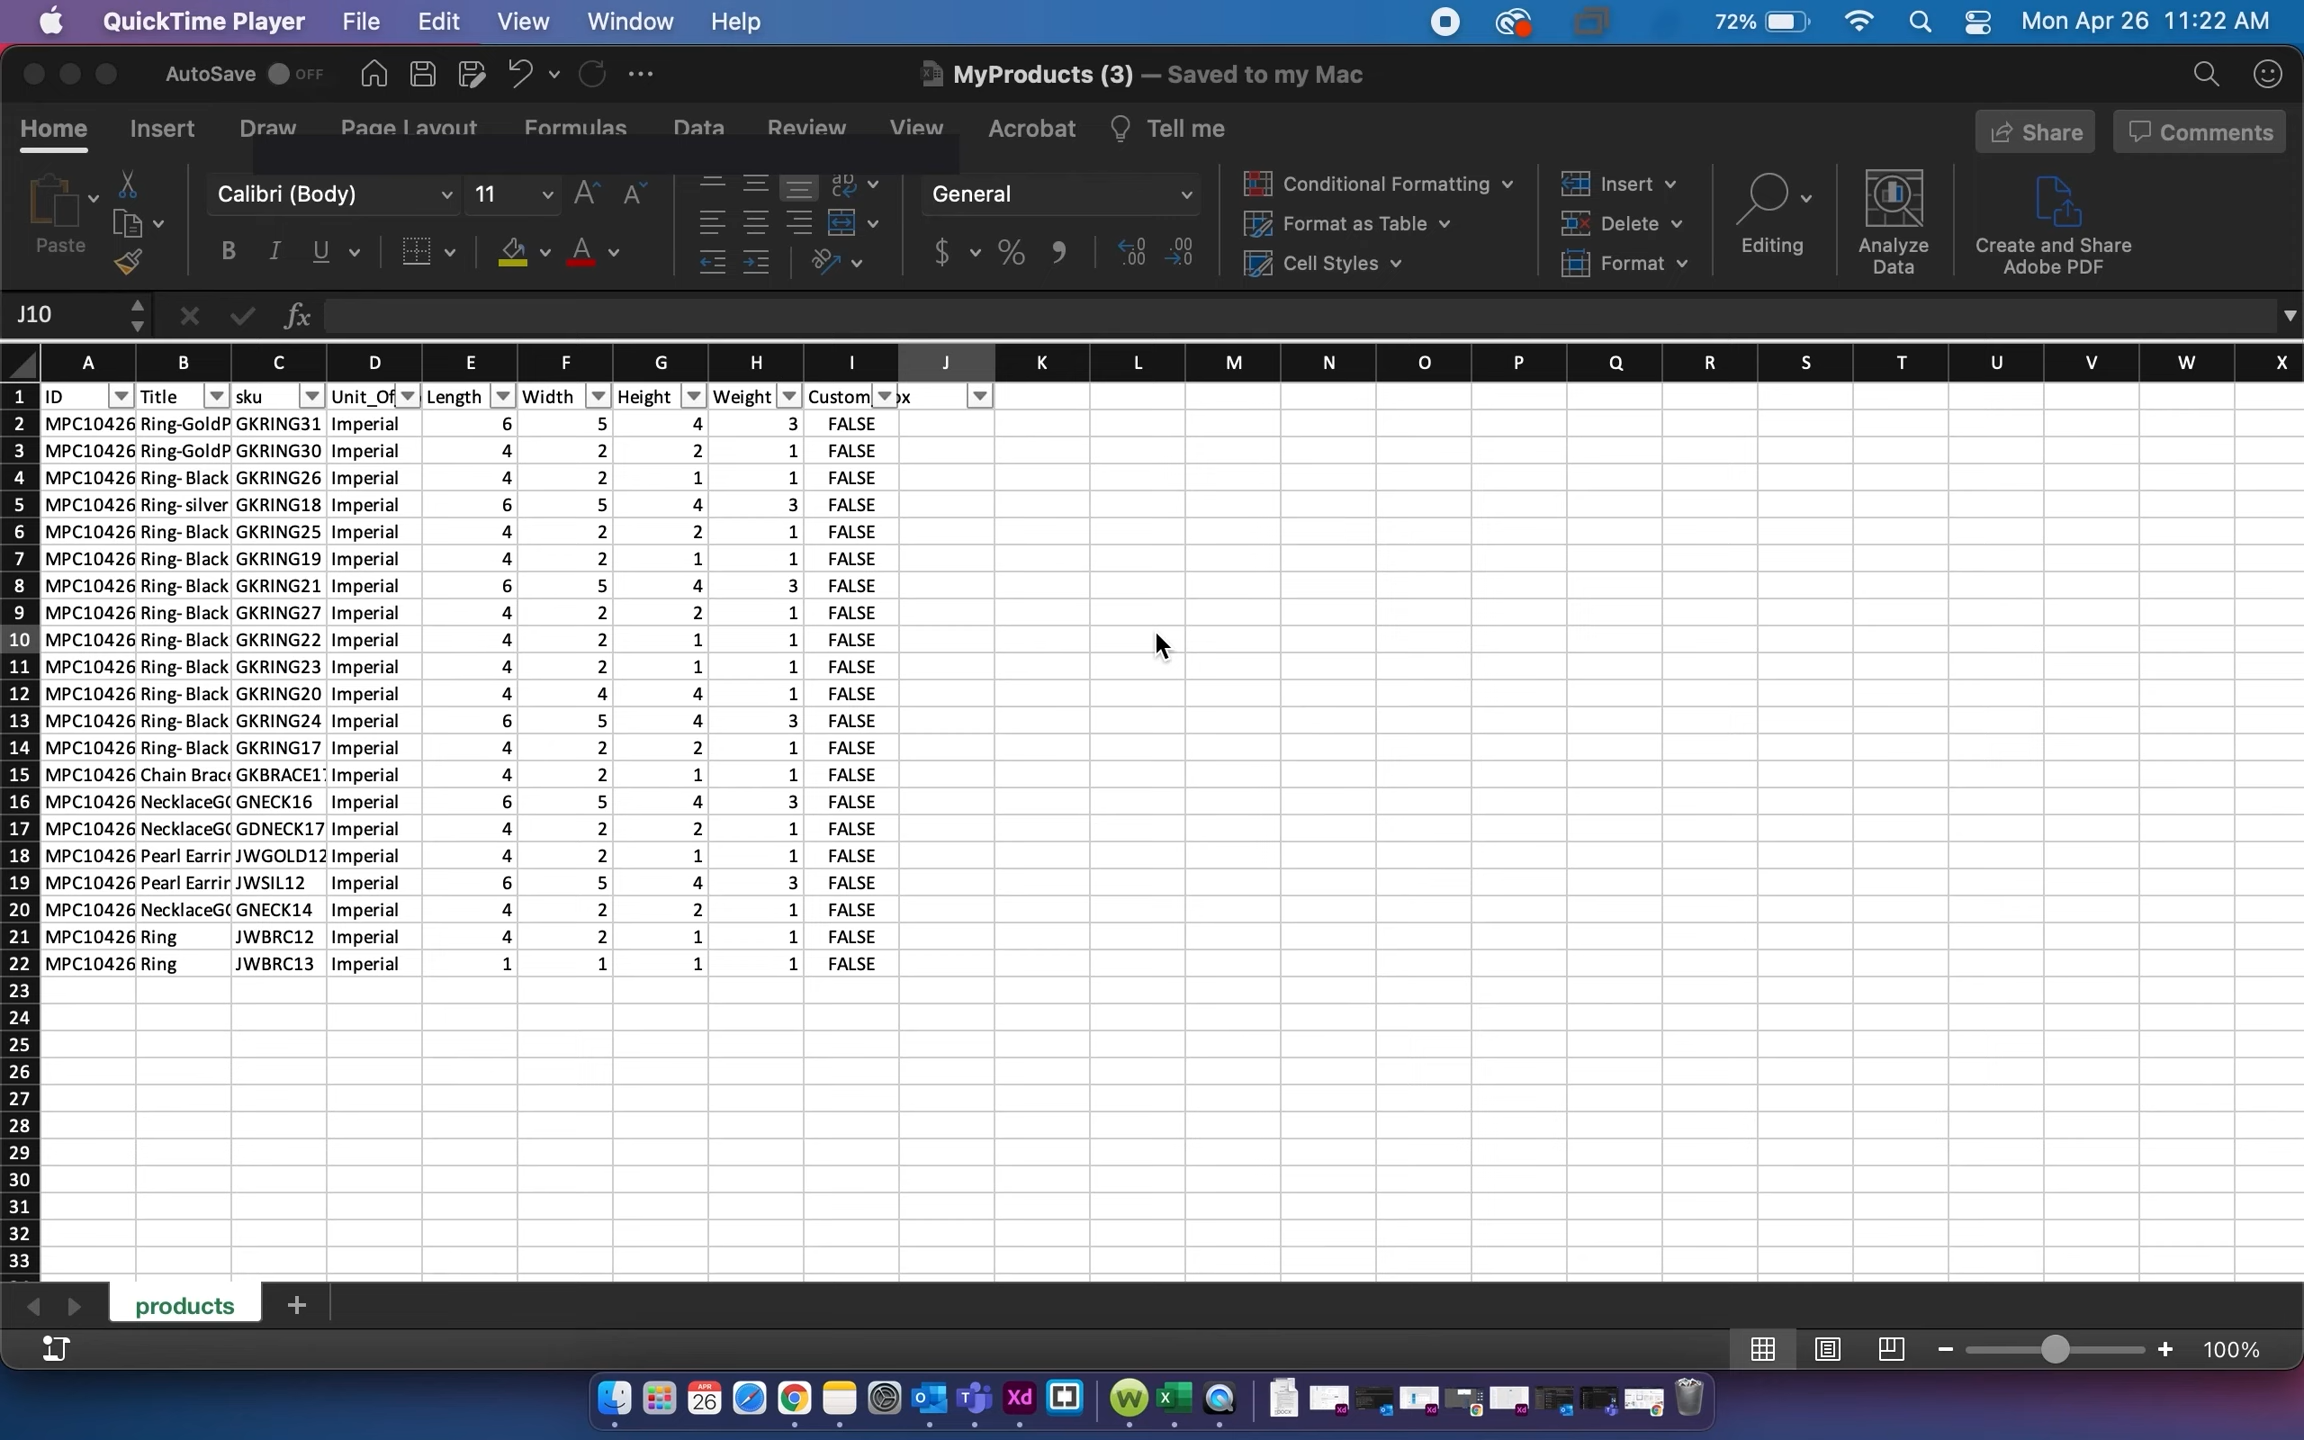 QuickTime Player File Edit View Window Help 72% Mon Apr 26 11:22 AM
AutoSave OFF MyProducts (3) — Saved to my Mac
Home Insert Draw Page Layout Formulas Data Review View Acrobat Tell me Share Comments
Paste Calibri (Body) 11 General Conditional Formatting Insert
Format as Table Delete
B I U A $ % Cell Styles Format
Editing Analyze Data Create and Share Adobe PDF
J10 fx
A B C D E F G H I J K L M N O P Q R S T U V W X
1 ID Title sku Unit_Of Length Width Height Weight Custom ox
2 MPC10426 Ring-GoldP GKRING31 Imperial 6 5 4 3 FALSE
3 MPC10426 Ring-GoldP GKRING30 Imperial 4 2 2 1 FALSE
4 MPC10426 Ring- Black GKRING26 Imperial 4 2 1 1 FALSE
5 MPC10426 Ring- silver GKRING18 Imperial 6 5 4 3 FALSE
6 MPC10426 Ring- Black GKRING25 Imperial 4 2 2 1 FALSE
7 MPC10426 Ring- Black GKRING19 Imperial 4 2 1 1 FALSE
8 MPC10426 Ring- Black GKRING21 Imperial 6 5 4 3 FALSE
9 MPC10426 Ring- Black GKRING27 Imperial 4 2 2 1 FALSE
10 MPC10426 Ring- Black GKRING22 Imperial 4 2 1 1 FALSE
11 MPC10426 Ring- Black GKRING23 Imperial 4 2 1 1 FALSE
12 MPC10426 Ring- Black GKRING20 Imperial 4 4 4 1 FALSE
13 MPC10426 Ring- Black GKRING24 Imperial 6 5 4 3 FALSE
14 MPC10426 Ring- Black GKRING17 Imperial 4 2 2 1 FALSE
15 MPC10426 Chain Brace GKBRACE1 Imperial 4 2 1 1 FALSE
16 MPC10426 NecklaceG GNECK16 Imperial 6 5 4 3 FALSE
17 MPC10426 NecklaceG GDNECK17 Imperial 4 2 2 1 FALSE
18 MPC10426 Pearl Earrin JWGOLD12 Imperial 4 2 1 1 FALSE
19 MPC10426 Pearl Earrin JWSIL12 Imperial 6 5 4 3 FALSE
20 MPC10426 NecklaceG GNECK14 Imperial 4 2 2 1 FALSE
21 MPC10426 Ring JWBRC12 Imperial 4 2 1 1 FALSE
22 MPC10426 Ring JWBRC13 Imperial 1 1 1 1 FALSE
23
24
25
26
27
28
29
30
31
32
33
products
100%
APR 26 Xd